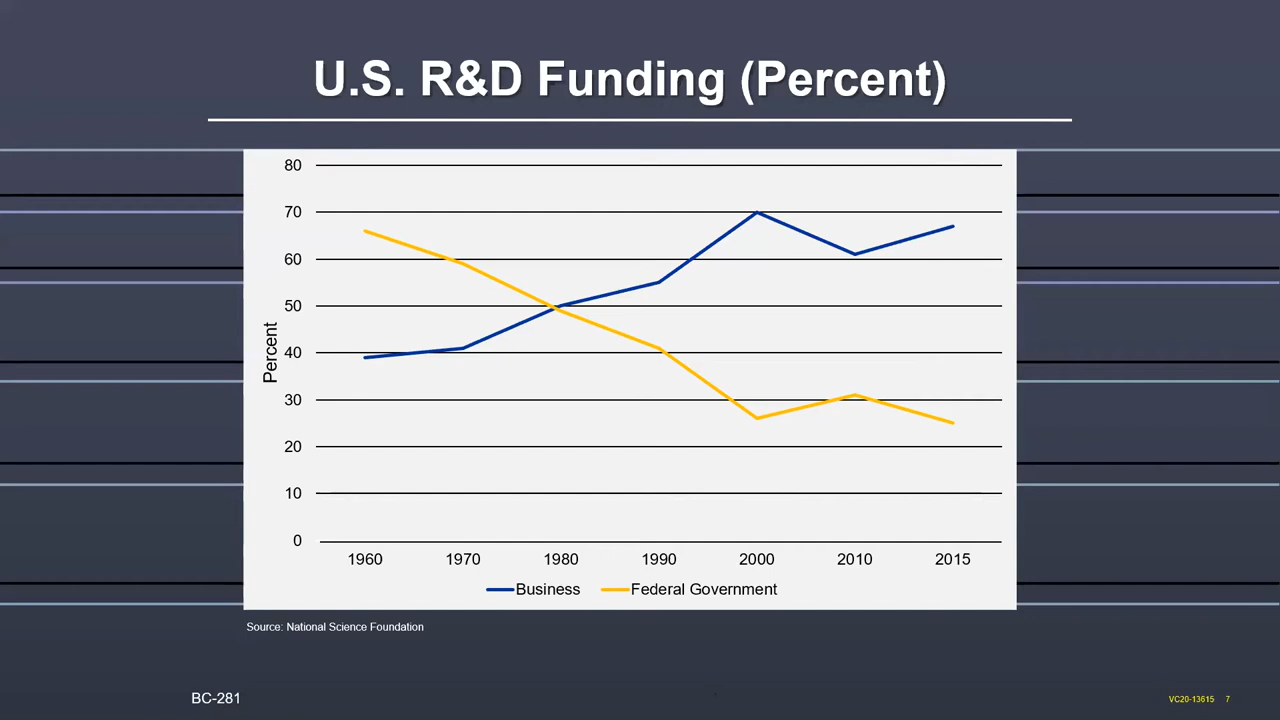 U.S. R&D Funding (Percent)
80
70
60
50
40
30
20
10
0
Percent
1960 1970 1980 1990 2000 2010 2015
Business Federal Government
Source: National Science Foundation
BC-281
VC20-13615 7